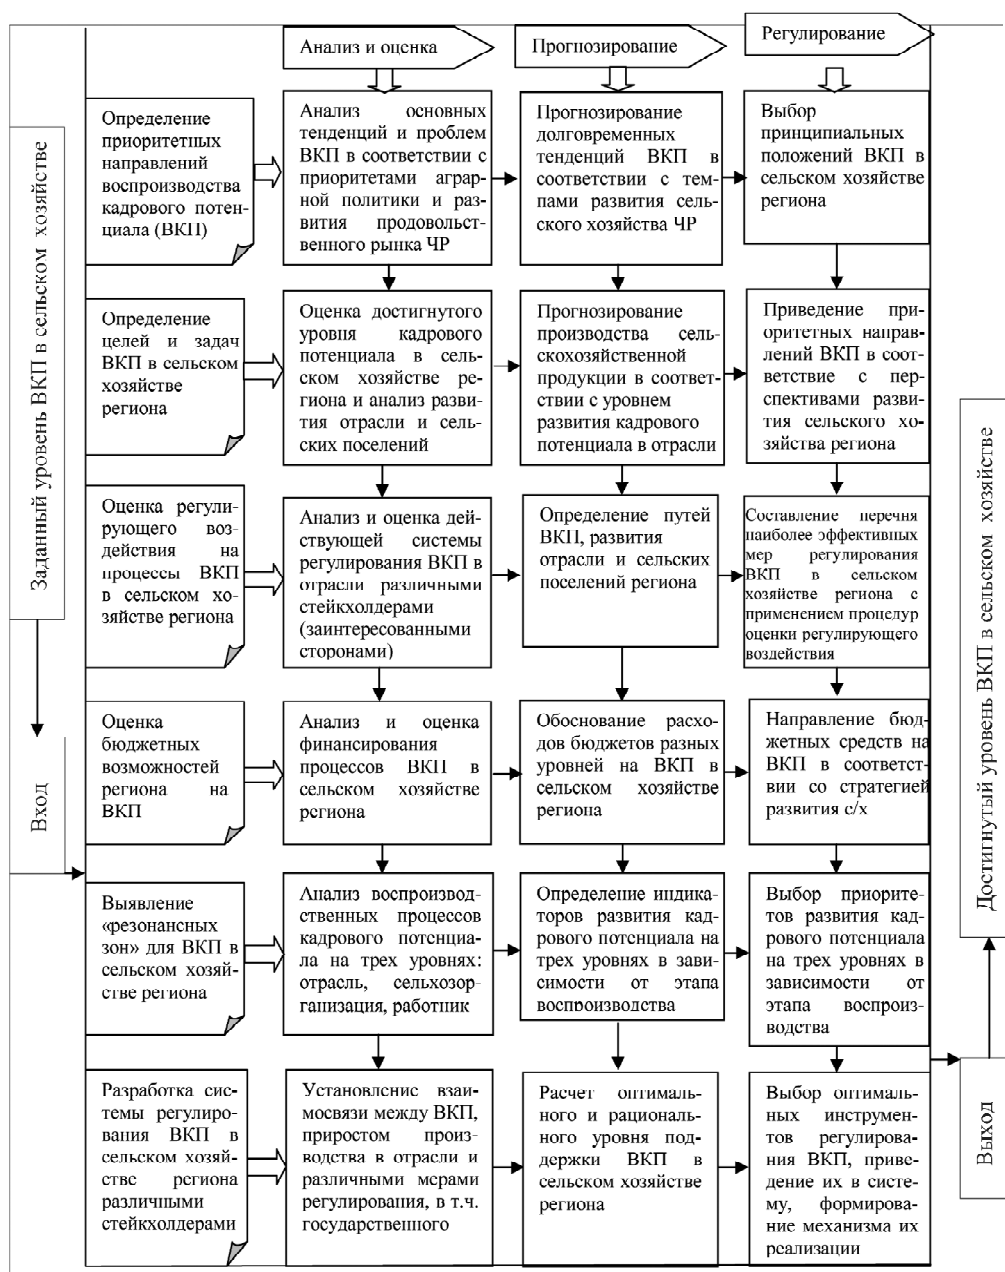 Анализ и оценка
Прогнозирование
Регулирование
Заданный уровень ВКП в сельском хозяйстве
Вход
Определение
приоритетных
направлений
воспроизводства
кадрового потен-
циала (ВКП)
Анализ основных
тенденций и проблем
ВКП в соответствии с
приоритетами аграр-
ной политики и раз-
вития продовольст-
венного рынка ЧР
Прогнозирование
долговременных
тенденций ВКП в
соответствии с тем-
пами развития сель-
ского хозяйства ЧР
Выбор
принципиальных
положений ВКП в
сельском хозяйстве
региона
Определение
целей и задач
ВКП в сельском
хозяйстве
региона
Оценка достигнутого
уровня кадрового
потенциала в сель-
ском хозяйстве ре-
гиона и анализ разви-
тия отрасли и сель-
ских поселений
Прогнозирование
производства сель-
скохозяйственной
продукции в соответ-
ствии с уровнем
развития кадрового
потенциала в отрасли
Приведение при-
оритетных направ-
лений ВКП в соот-
ветствие с пер-
спективами разви-
тия сельского хо-
зяйства региона
Оценка регули-
рующего воз-
действия на
процессы ВКП
в сельском хо-
зяйстве региона
Анализ и оценка дей-
ствующей системы
регулирования ВКП в
отрасли различными
стейкхолдерами
(заинтересованными
сторонами)
Определение путей
ВКП, развития
отрасли и сельских
поселений региона
Составление перечня
наиболее эффективных
мер регулирования
ВКП в сельском
хозяйстве региона с
применением процедур
оценки регулирующего
воздействия
Оценка
бюджетных
возможностей
региона на
ВКП
Анализ и оценка
финансирования
процессов ВКП в
сельском хозяйстве
региона
Обоснование расхо-
дов бюджетов разных
уровней на ВКП в
сельском хозяйстве
региона
Направление бюд-
жетных средств на
ВКП в соответст-
вии со стратегией
развития с/х
Выявление
«резонансных
зон» для ВКП в
сельском хозяй-
стве региона
Анализ воспроизвод-
ственных процессов
кадрового потенциа-
ла на трех уровнях:
отрасль, сельхозор-
ганизация, работник
Определение индика-
торов развития кад-
рового потенциала на
трех уровнях в зави-
симости от этапа
воспроизводства
Выбор приорите-
тов развития кад-
рового потенциала
на трех уровнях в
зависимости от
этапа воспроиз-
водства
Разработка сис-
темы регулиро-
вания ВКП в
сельском хозяй-
стве региона
различными
стейкхолдерами
Установление взаи-
мосвязи между ВКП,
приростом произ-
водства в отрасли и
различными мерами
регулирования, в т.ч.
государственного
Расчет оптималь-
ного и рациональ-
ного уровня под-
держки ВКП в
сельском хозяйстве
региона
Выбор оптималь-
ных инструмен-
тов регулирова-
ния ВКП, приве-
дение их в систе-
му, формирова-
ние механизма их
реализации
Достигнутый уровень ВКП в сельском хозяйстве
Выход